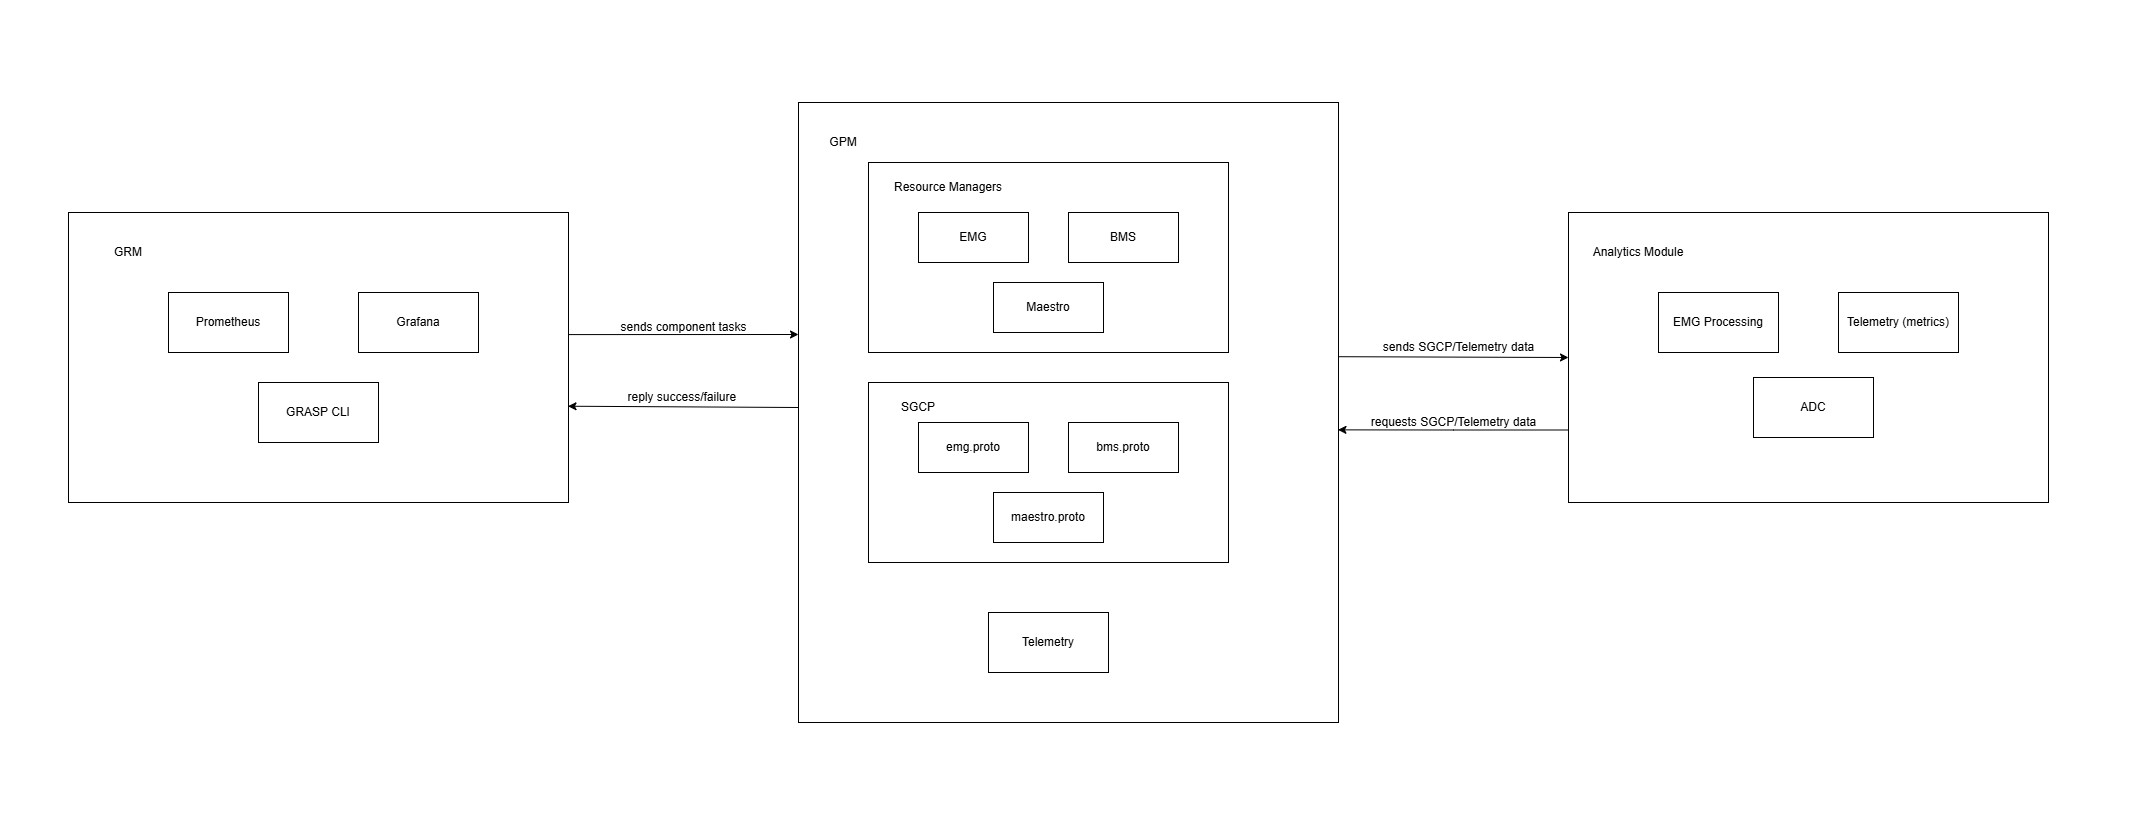 GRM
Prometheus
Grafana
GRASP CLI
sends component tasks
reply success/failure
GPM
Resource Managers
EMG
BMS
Maestro
SGCP
emg.proto
bms.proto
maestro.proto
Telemetry
sends SGCP/Telemetry data
requests SGCP/Telemetry data
Analytics Module
EMG Processing
Telemetry (metrics)
ADC